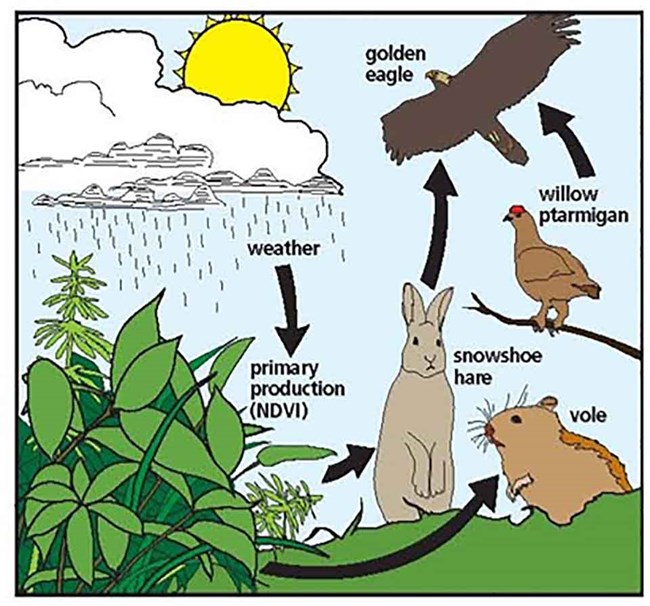 golden
eagle
willow
ptarmigan
weather
primary
production
(NDVI)
snowshoe
hare
vole